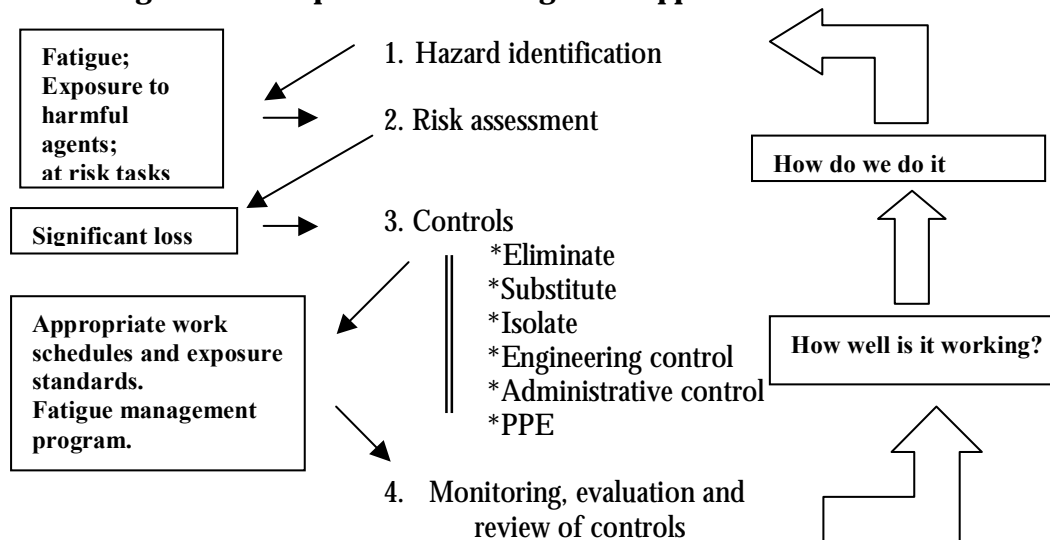 1. Hazard identification
Fatigue;
Exposure to
harmful
agents;
at risk tasks
2. Risk assessment
How do we do it
Significant loss
3. Controls
*Eliminate
*Substitute
*Isolate
*Engineering control
*Administrative control
*PPE
Appropriate work
schedules and exposure
standards.
Fatigue management
program.
How well is it working?
4. Monitoring, evaluation and
review of controls